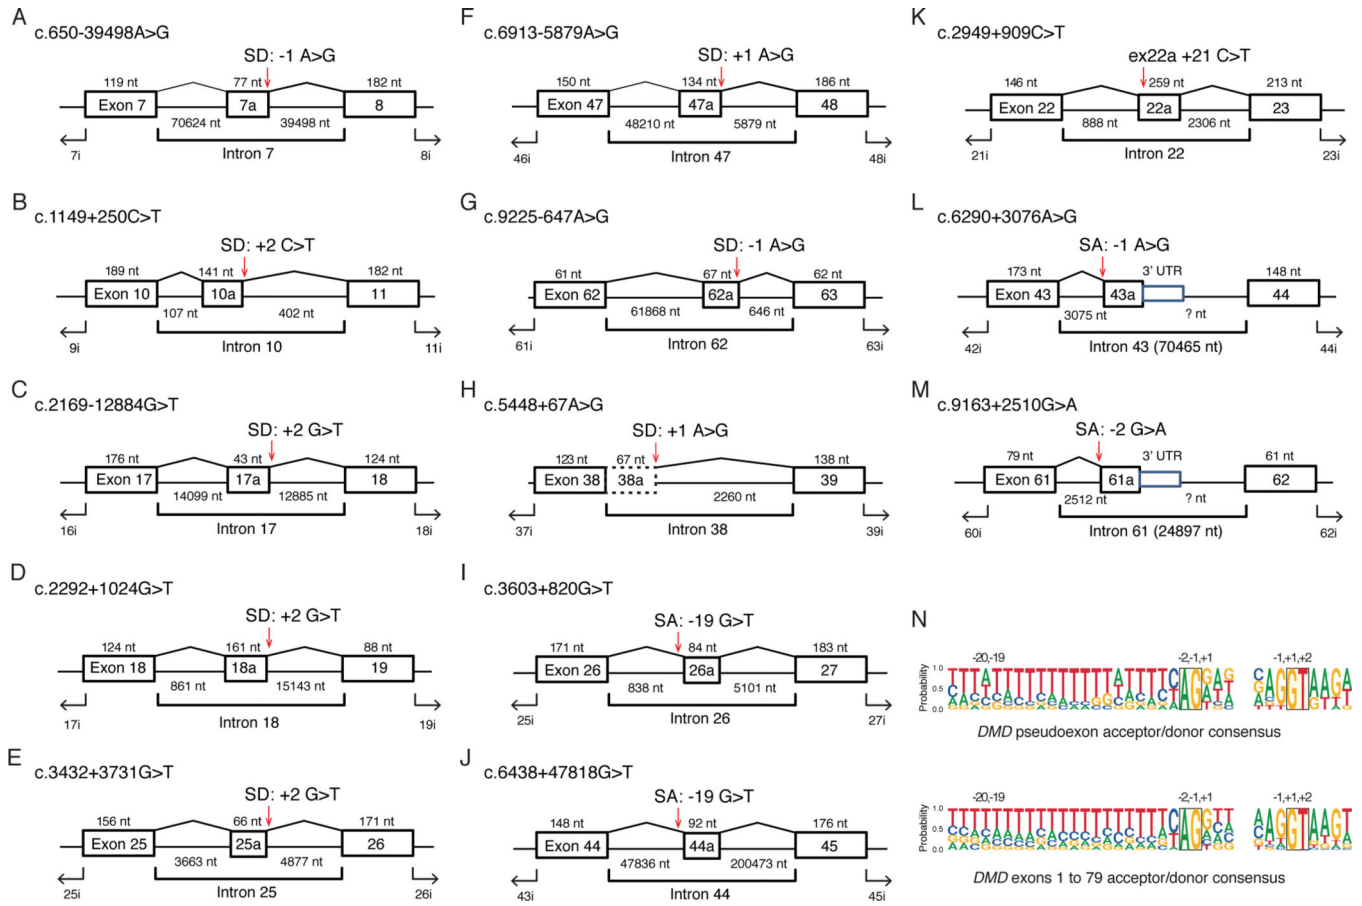 A
c.650-39498A>G
SD: -1 A>G
119 nt
77 nt
182 nt
Exon 7
7a
8
70624 nt
39498 nt
7i
Intron 7
8i
B
c.1149+250C>T
SD: +2 C>T
189 nt
141 nt
182 nt
Exon 10
10a
11
107 nt
402 nt
9i
Intron 10
11i
C
c.2169-12884G>T
SD: +2 G>T
176 nt
43 nt
124 nt
Exon 17
17a
18
14099 nt
12885 nt
16i
Intron 17
18i
D
c.2292+1024G>T
SD: +2 G>T
124 nt
161 nt
88 nt
Exon 18
18a
19
861 nt
15143 nt
17i
Intron 18
19i
E
c.3432+3731G>T
SD: +2 G>T
156 nt
66 nt
171 nt
Exon 25
25a
26
3663 nt
4877 nt
25i
Intron 25
26i
F
c.6913-5879A>G
SD: +1 A>G
150 nt
134 nt
186 nt
Exon 47
47a
48
48210 nt
5879 nt
46i
Intron 47
48i
G
c.9225-647A>G
SD: -1 A>G
61 nt
67 nt
62 nt
Exon 62
62a
63
61868 nt
646 nt
61i
Intron 62
63i
H
c.5448+67A>G
SD: +1 A>G
123 nt
67 nt
138 nt
Exon 38
38a
39
2260 nt
37i
Intron 38
39i
I
c.3603+820G>T
SA: -19 G>T
171 nt
84 nt
183 nt
Exon 26
26a
27
838 nt
5101 nt
25i
Intron 26
27i
J
c.6438+47818G>T
SA: -19 G>T
148 nt
92 nt
176 nt
Exon 44
44a
45
47836 nt
200473 nt
43i
Intron 44
45i
K
c.2949+909C>T
ex22a +21 C>T
146 nt
259 nt
213 nt
Exon 22
22a
23
888 nt
2306 nt
21i
Intron 22
23i
L
c.6290+3076A>G
SA: -1 A>G
173 nt
3' UTR
148 nt
Exon 43
43a
44
3075 nt
? nt
42i
Intron 43 (70465 nt)
44i
M
c.9163+2510G>A
SA: -2 G>A
79 nt
3' UTR
61 nt
Exon 61
61a
62
2512 nt
? nt
60i
Intron 61 (24897 nt)
62i
N
-20,-19
-2,-1,+1
-1,+1,+2
Probability
1.0
0.5
0.0
DMD pseudoexon acceptor/donor consensus
-20,-19
-2,-1,+1
-1,+1,+2
Probability
1.0
0.5
0.0
DMD exons 1 to 79 acceptor/donor consensus